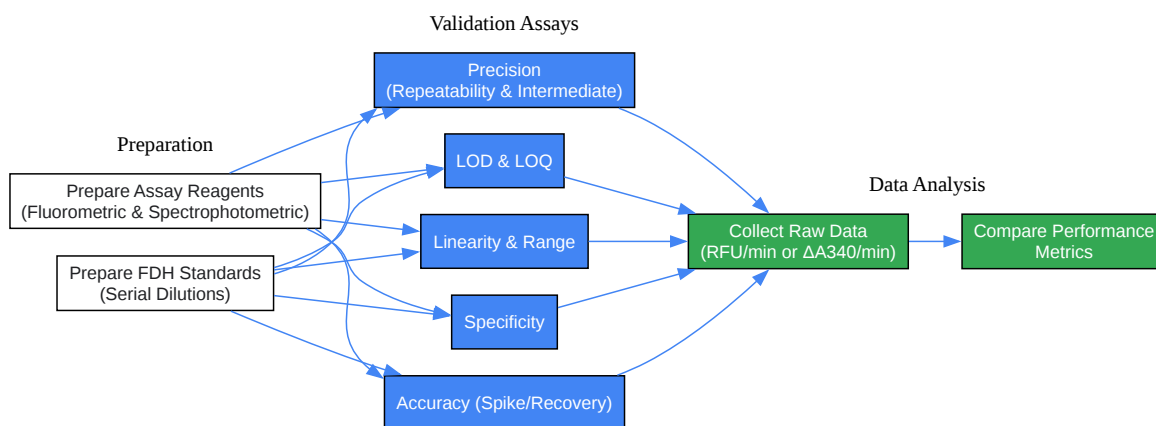 Validation Assays
Precision
(Repeatability & Intermediate)
Preparation
LOD & LOQ
Prepare Assay Reagents
(Fluorometric & Spectrophotometric)
Data Analysis
Linearity & Range
Collect Raw Data
(RFU/min or ΔA340/min)
Compare Performance
Metrics
Prepare FDH Standards
(Serial Dilutions)
Specificity
Accuracy (Spike/Recovery)